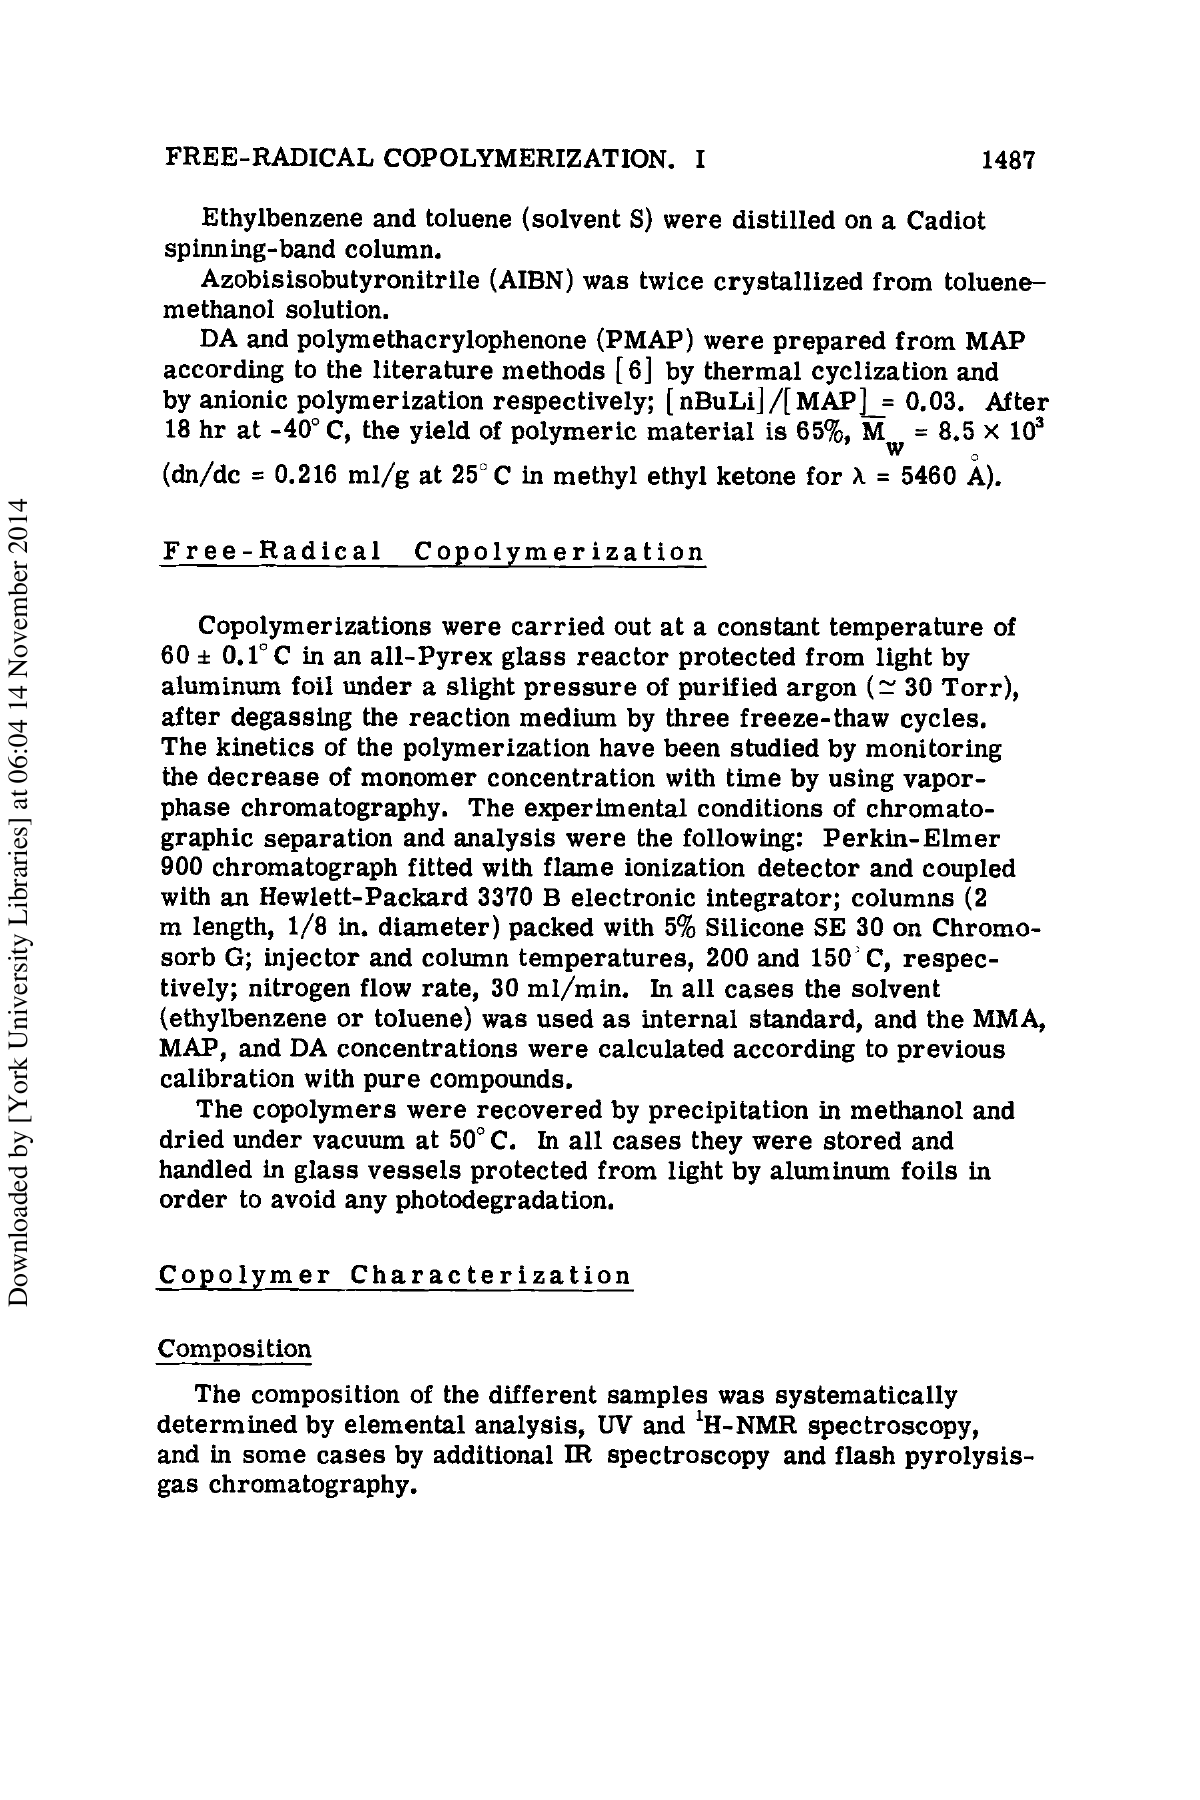 FREE-RADICAL COPOLYMERIZATION. I 1487
Ethylbenzene and toluene (solvent S) were distilled on a Cadiot
spinning-band column.
Azobisisobutyronitrile (AIBN) was twice crystallized from toluene-
methanol solution.
DA and polymethacrylophenone (PMAP) were prepared from MAP
according to the literature methods [6] by thermal cyclization and
by anionic polymerization respectively; [nBuLi]/[MAP] = 0.03. After
18 hr at -40°C, the yield of polymeric material is 65%, M̅w = 8.5 × 10³
(dn/dc = 0.216 ml/g at 25°C in methyl ethyl ketone for λ = 5460 Å).
Free-Radical Copolymerization
Copolymerizations were carried out at a constant temperature of
60 ± 0.1°C in an all-Pyrex glass reactor protected from light by
aluminum foil under a slight pressure of purified argon (≃ 30 Torr),
after degassing the reaction medium by three freeze-thaw cycles.
The kinetics of the polymerization have been studied by monitoring
the decrease of monomer concentration with time by using vapor-
phase chromatography. The experimental conditions of chromato-
graphic separation and analysis were the following: Perkin-Elmer
900 chromatograph fitted with flame ionization detector and coupled
with an Hewlett-Packard 3370 B electronic integrator; columns (2
m length, 1/8 in. diameter) packed with 5% Silicone SE 30 on Chromo-
sorb G; injector and column temperatures, 200 and 150°C, respec-
tively; nitrogen flow rate, 30 ml/min. In all cases the solvent
(ethylbenzene or toluene) was used as internal standard, and the MMA,
MAP, and DA concentrations were calculated according to previous
calibration with pure compounds.
The copolymers were recovered by precipitation in methanol and
dried under vacuum at 50°C. In all cases they were stored and
handled in glass vessels protected from light by aluminum foils in
order to avoid any photodegradation.
Copolymer Characterization
Composition
The composition of the different samples was systematically
determined by elemental analysis, UV and ¹H-NMR spectroscopy,
and in some cases by additional IR spectroscopy and flash pyrolysis-
gas chromatography.
Downloaded by [York University Libraries] at 06:04 14 November 2014